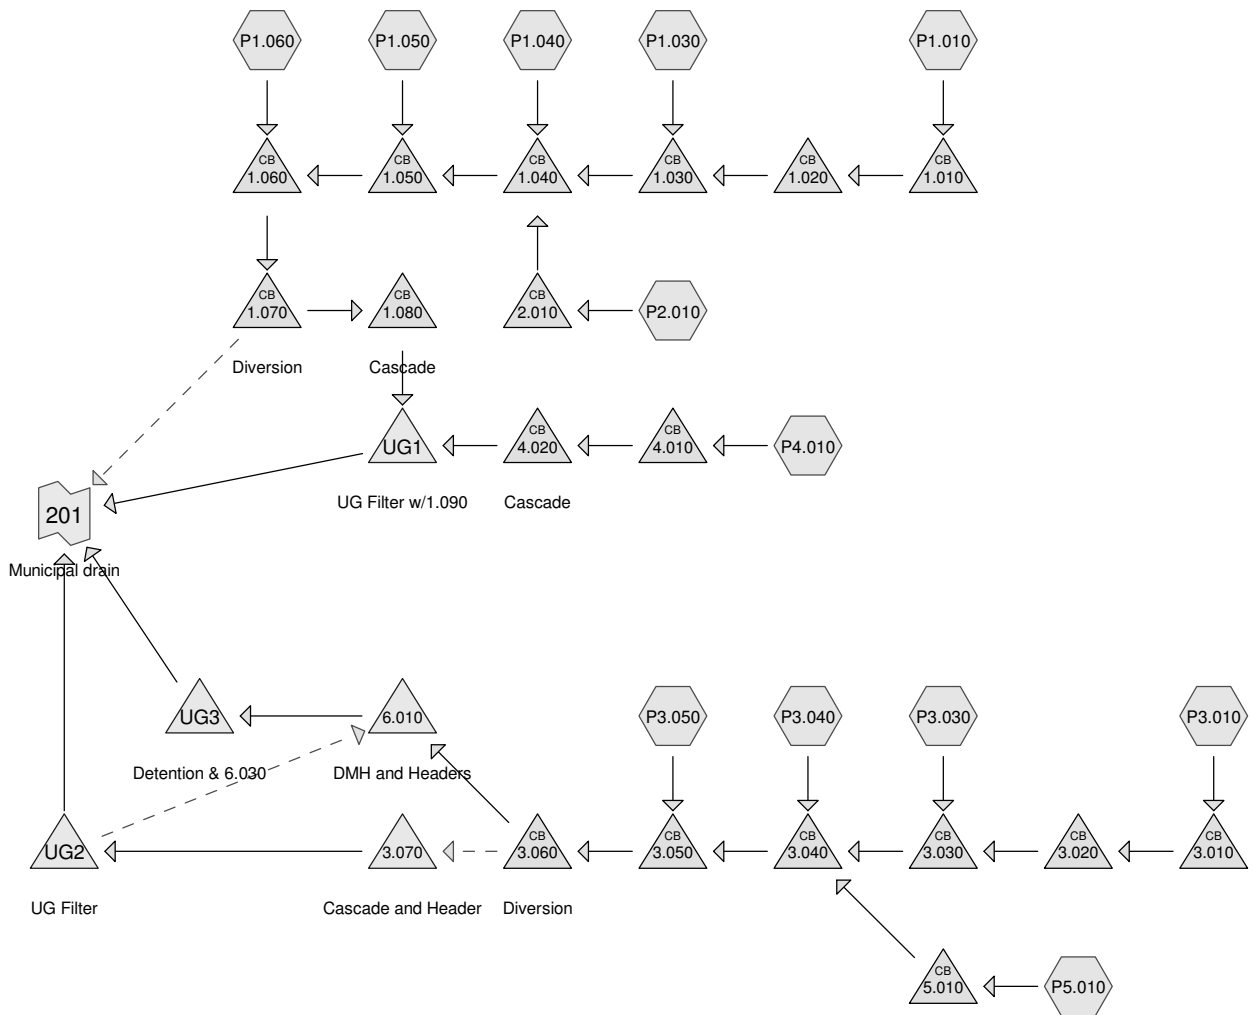 P1.060
P1.050
P1.040
P1.030
P1.010
CB
1.060
CB
1.050
CB
1.040
CB
1.030
CB
1.020
CB
1.010
CB
1.070
Diversion
CB
1.080
Cascade
CB
2.010
P2.010
UG1
UG Filter w/1.090
CB
4.020
Cascade
CB
4.010
P4.010
201
Municipal drain
UG3
Detention & 6.030
6.010
DMH and Headers
P3.050
P3.040
P3.030
P3.010
UG2
UG Filter
3.070
Cascade and Header
CB
3.060
Diversion
CB
3.050
CB
3.040
CB
3.030
CB
3.020
CB
3.010
CB
5.010
P5.010